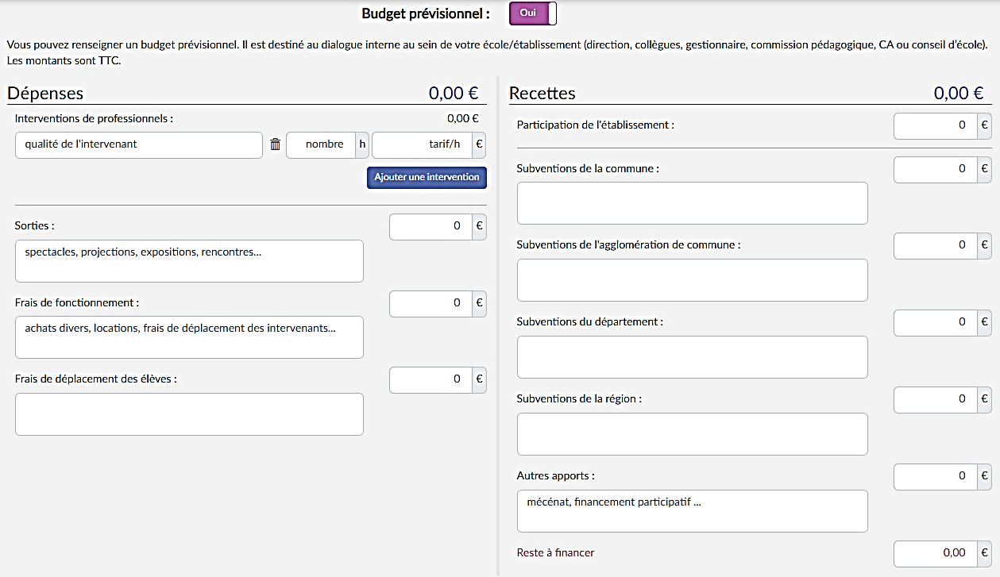 Budget prévisionnel :
Oui
Vous pouvez renseigner un budget prévisionnel. Il est destiné au dialogue interne au sein de votre école/établissement (direction, collègues, gestionnaire, commission pédagogique, CA ou conseil d'école).
Les montants sont TTC.
Dépenses 0,00 €
Interventions de professionnels : 0,00 €
qualité de l'intervenant nombre h tarif/h €
Ajouter une intervention
Sorties : 0 €
spectacles, projections, expositions, rencontres...
Frais de fonctionnement : 0 €
achats divers, locations, frais de déplacement des intervenants...
Frais de déplacement des élèves : 0 €
Recettes 0,00 €
Participation de l'établissement : 0 €
Subventions de la commune : 0 €
Subventions de l'agglomération de commune : 0 €
Subventions du département : 0 €
Subventions de la région : 0 €
Autres apports : 0 €
mécénat, financement participatif ...
Reste à financer 0,00 €